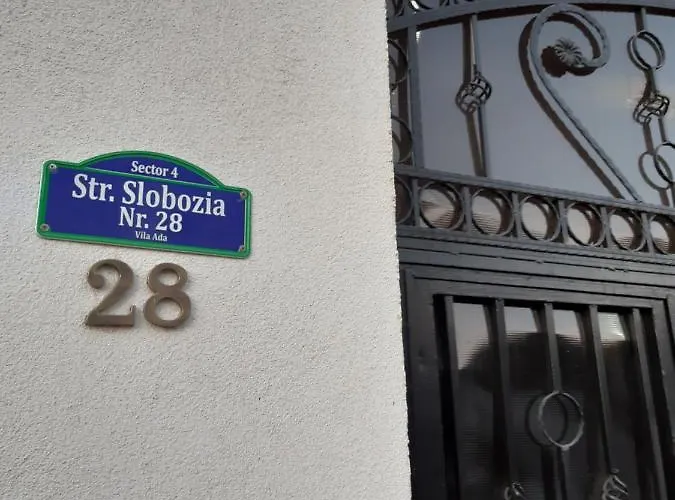 Sector 4
Str. Slobozia
Nr. 28
Vila Ada
28